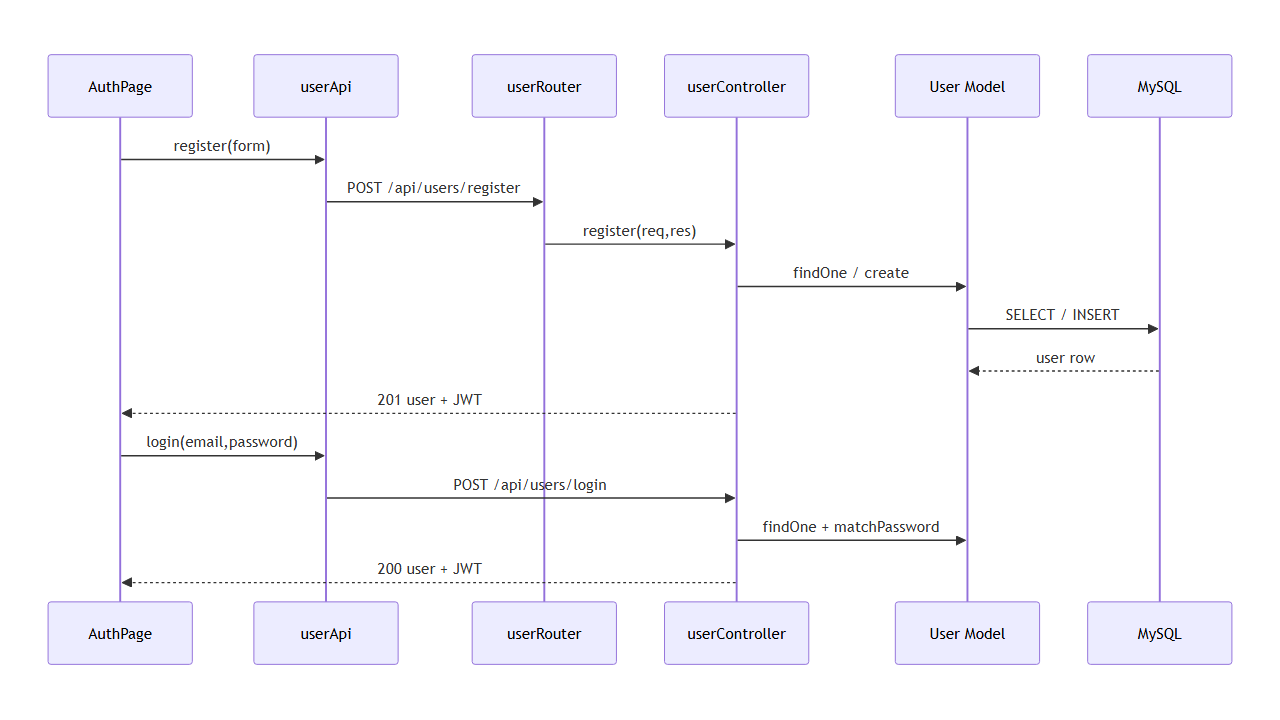 AuthPage
userApi
userRouter
userController
User Model
MySQL
register(form)
POST /api/users/register
register(req,res)
findOne / create
SELECT / INSERT
user row
201 user + JWT
login(email,password)
POST /api/users/login
findOne + matchPassword
200 user + JWT
AuthPage
userApi
userRouter
userController
User Model
MySQL